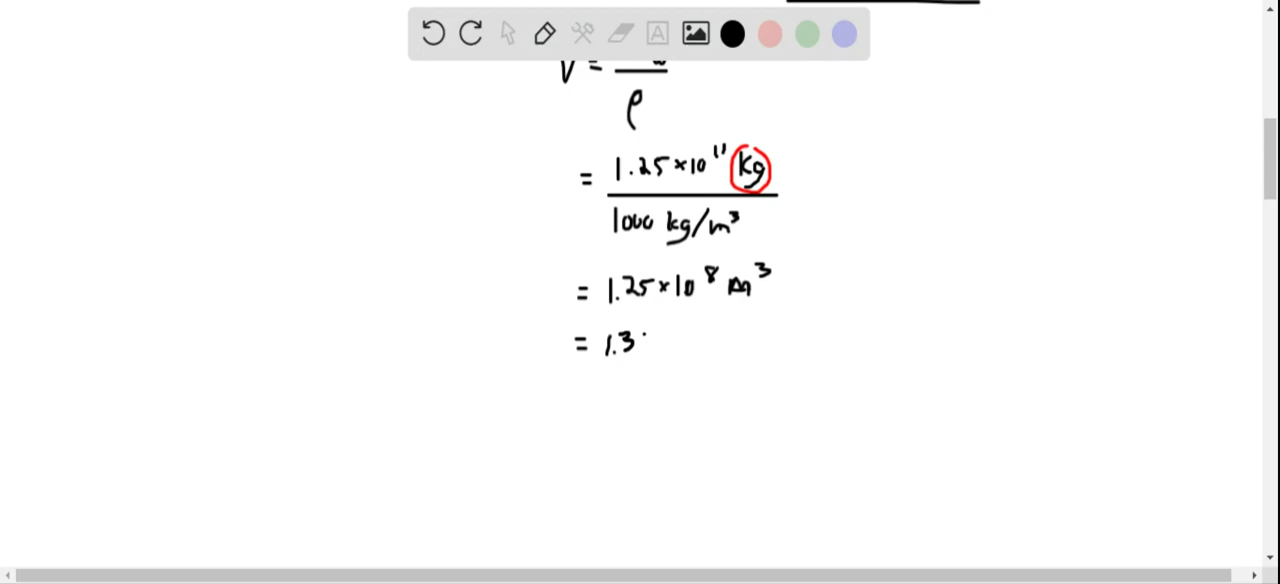 V =
ρ
= 1.25 × 10¹¹ kg
1000 kg/m³
= 1.25 × 10⁸ m³
= 1.3